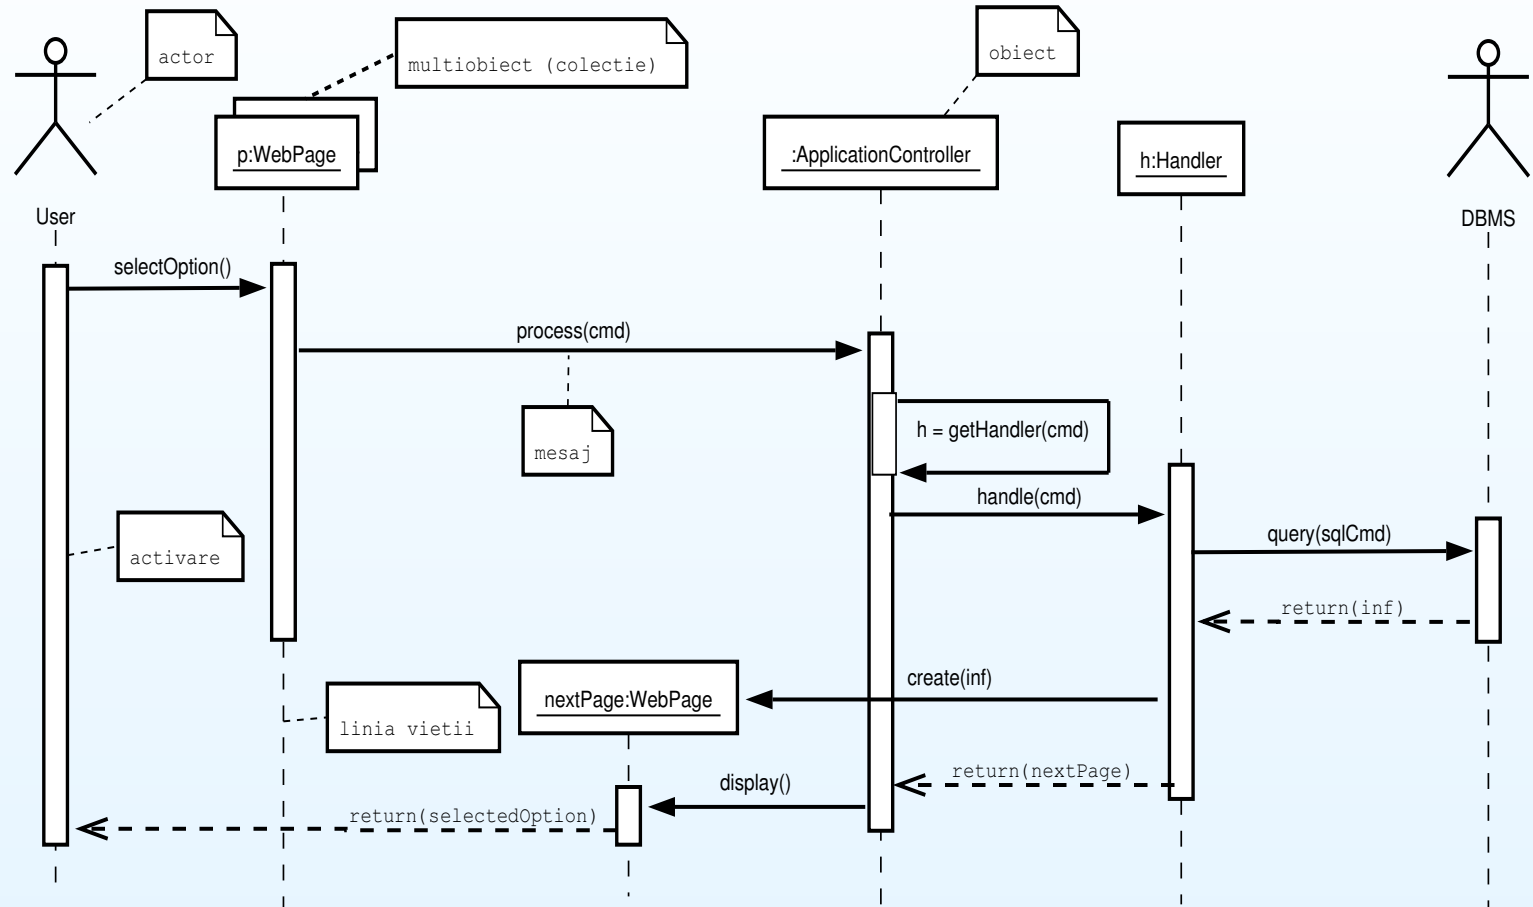 actor
multiobiect (colectie)
obiect
p:WebPage
:ApplicationController
h:Handler
User
DBMS
selectOption()
process(cmd)
h = getHandler(cmd)
mesaj
handle(cmd)
query(sqlCmd)
activare
return(inf)
create(inf)
nextPage:WebPage
linia vietii
return(nextPage)
display()
return(selectedOption)